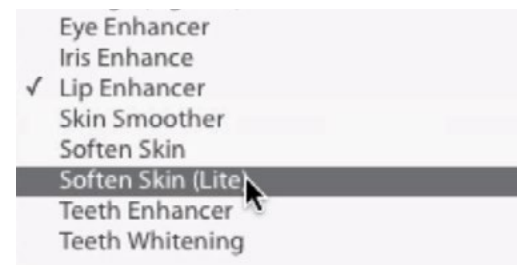 Eye Enhancer
Iris Enhance
✓ Lip Enhancer
Skin Smoother
Soften Skin
Soften Skin (Lite)
Teeth Enhancer
Teeth Whitening